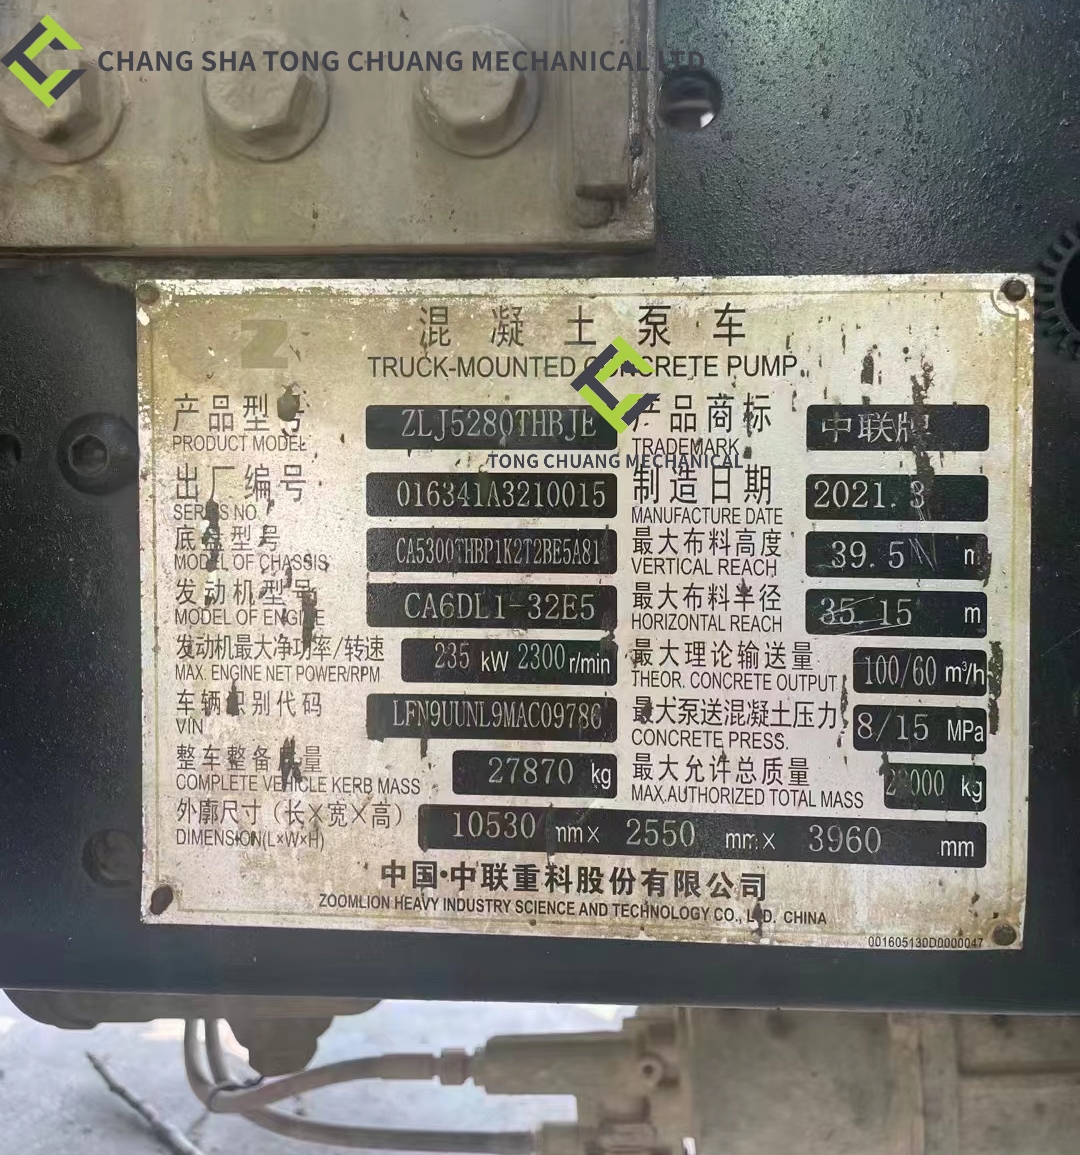 CHANG SHA TONG CHUANG MECHANICAL LTD
混凝土泵车
TRUCK-MOUNTED CONCRETE PUMP
产品型号 ZLJ5280THBJE 产品商标 中联牌
PRODUCT MODEL TRADEMARK
TONG CHUANG MECHANICAL
出厂编号 016341A3210015 制造日期 2021.3
SERIES NO MANUFACTURE DATE
底盘型号 CA5300THBP1K2T2BE5A81 最大布料高度 39.5 m
MODEL OF CHASSIS VERTICAL REACH
发动机型号 CA6DL1-32E5 最大布料半径 35.15 m
MODEL OF ENGINE HORIZONTAL REACH
发动机最大净功率/转速 235 kW 2300 r/min 最大理论输送量 100/60 m³/h
MAX. ENGINE NET POWER/RPM THEOR. CONCRETE OUTPUT
车辆识别代码 LFN9UUNL9MAC09786 最大泵送混凝土压力 8/15 MPa
VIN CONCRETE PRESS.
整车整备质量 27870 kg 最大允许总质量 kg
COMPLETE VEHICLE KERB MASS MAX.AUTHORIZED TOTAL MASS
外廓尺寸（长×宽×高） 10530 mm× 2550 mm× 3960 mm
DIMENSION(L×W×H)
中国·中联重科股份有限公司
ZOOMLION HEAVY INDUSTRY SCIENCE AND TECHNOLOGY CO., LTD. CHINA
001605130D0000047